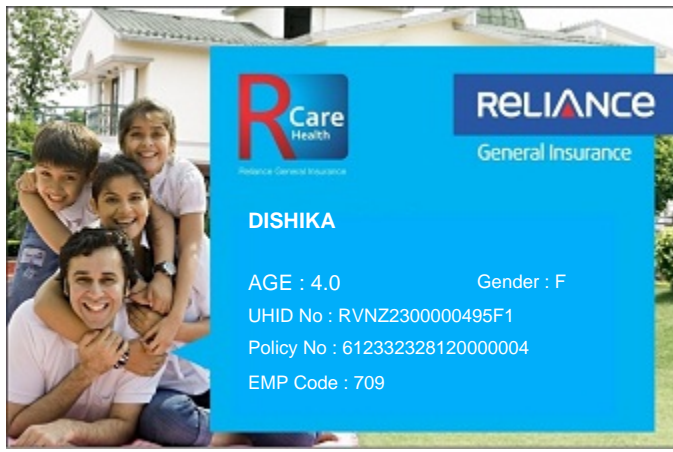 R Care
Health
Reliance General Insurance
RELIANCE
General Insurance
DISHIKA
AGE : 4.0
Gender : F
UHID No : RVNZ2300000495F1
Policy No : 612332328120000004
EMP Code : 709